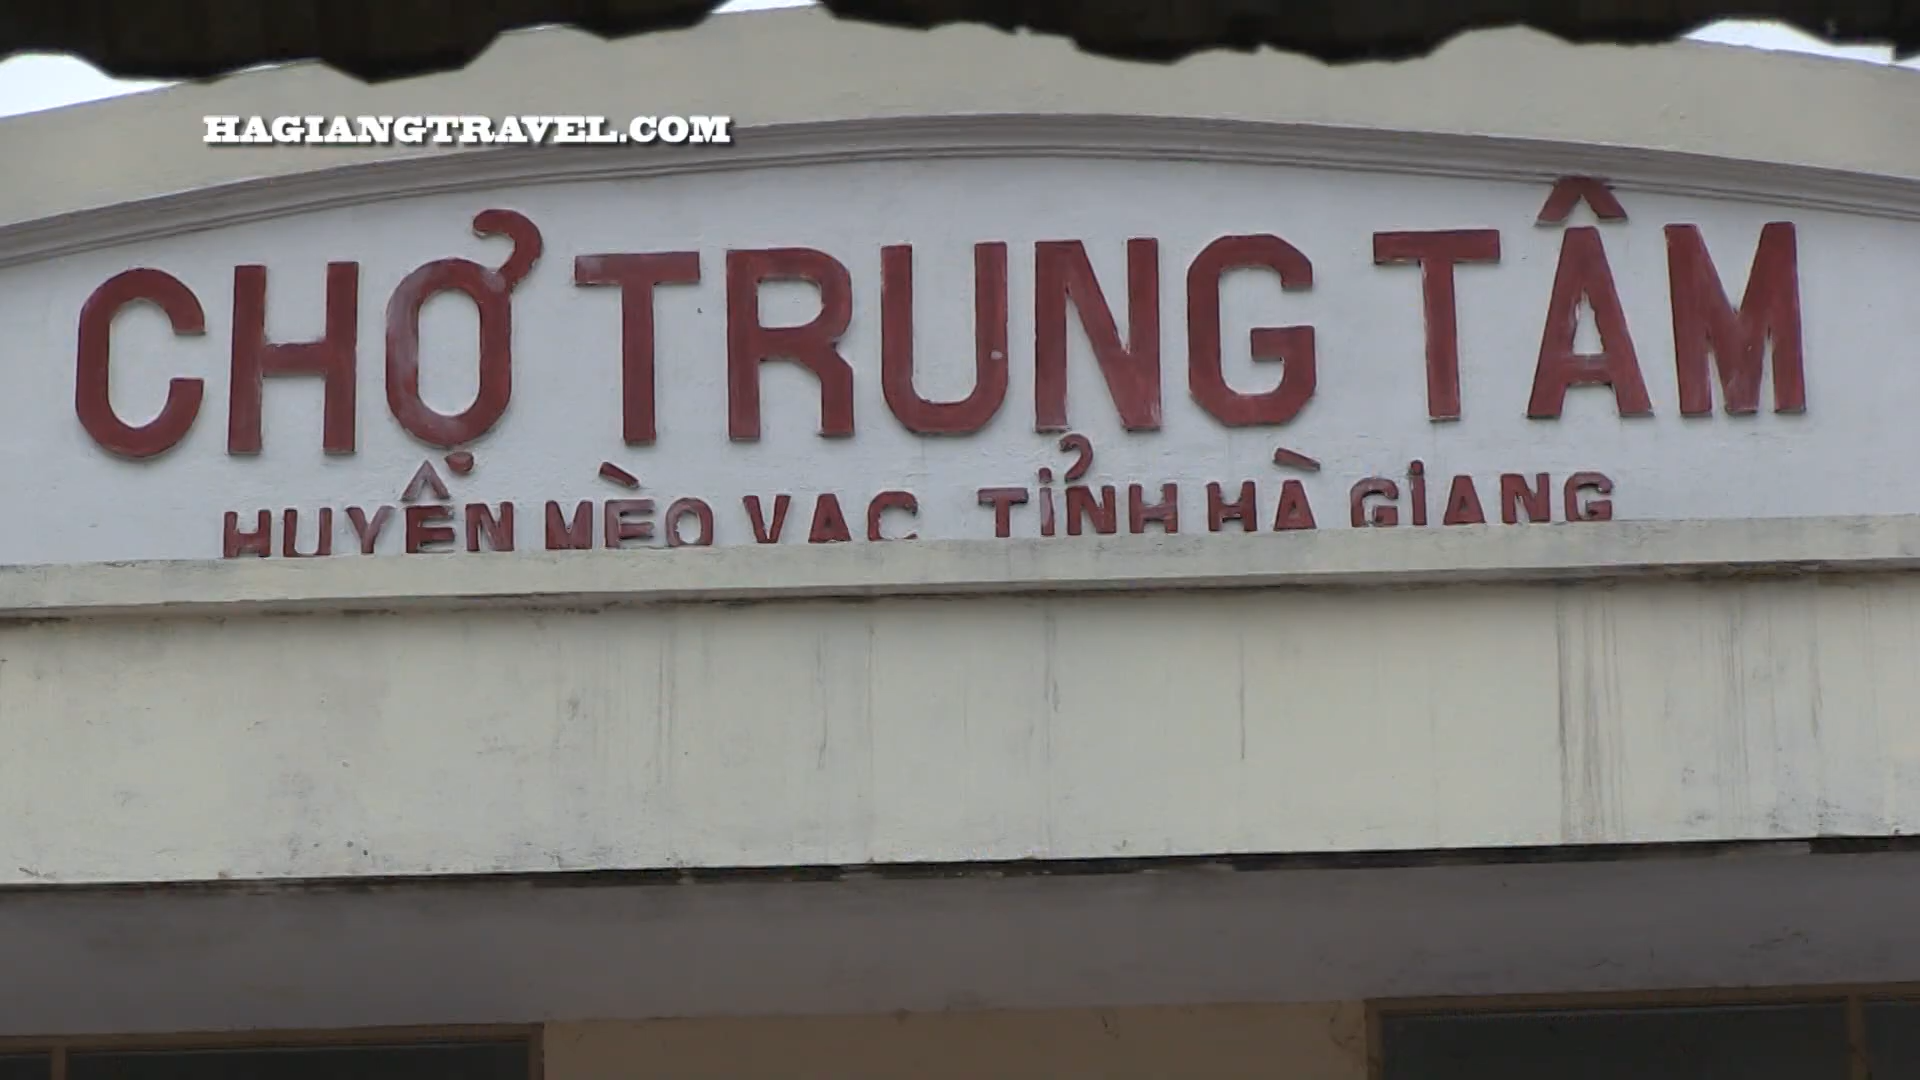 HAGIANGTRAVEL.COM
CHỢ TRUNG TÂM
HUYỆN MÈO VẠC TỈNH HÀ GIANG